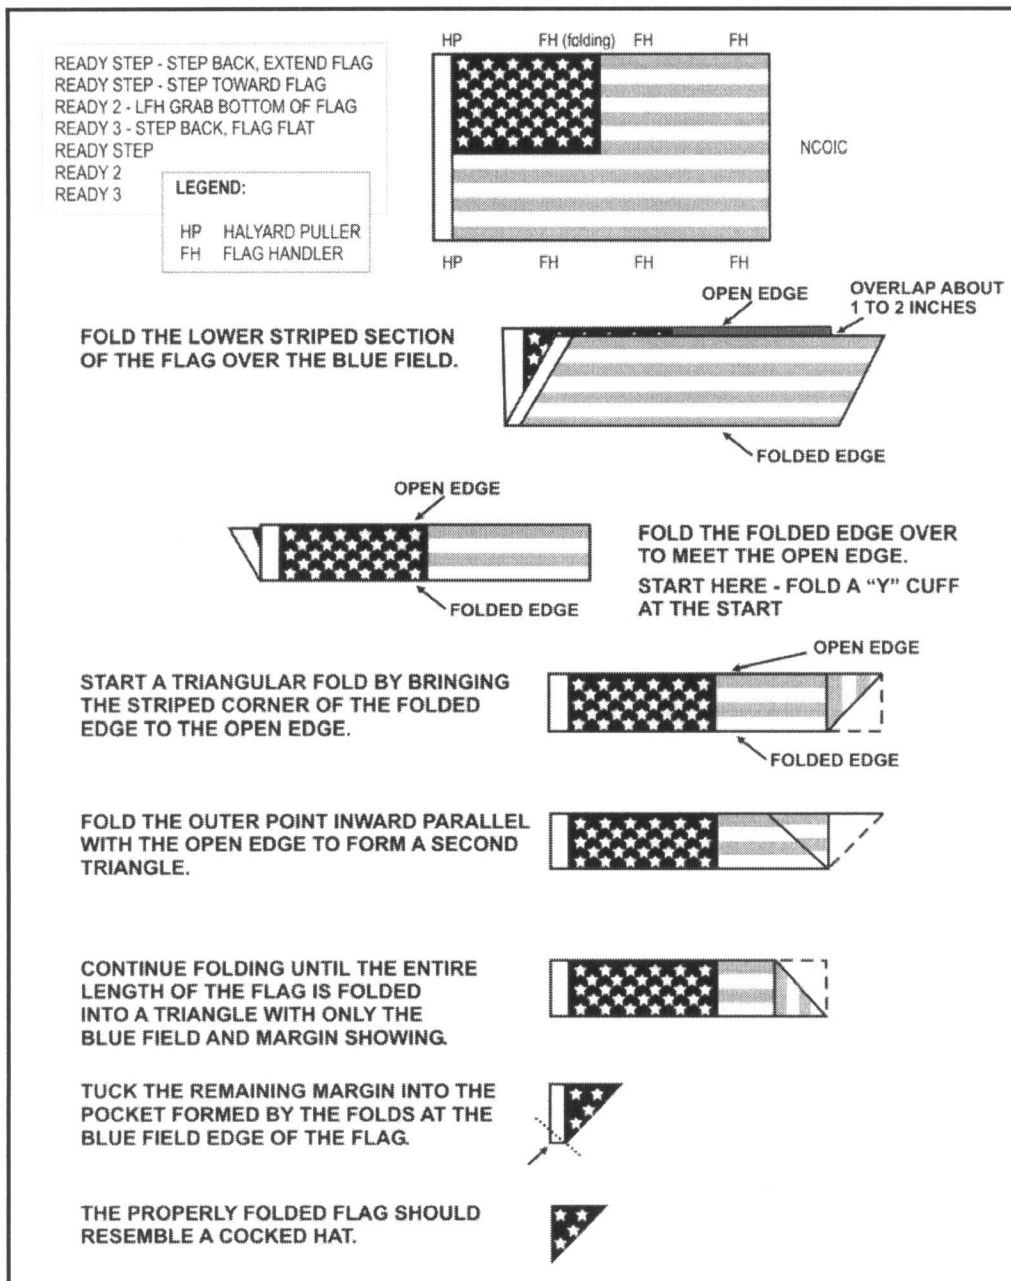 HP FH (folding) FH FH
READY STEP - STEP BACK, EXTEND FLAG
READY STEP - STEP TOWARD FLAG
READY 2 - LFH GRAB BOTTOM OF FLAG
READY 3 - STEP BACK, FLAG FLAT
READY STEP
READY 2
READY 3
NCOIC
LEGEND:
HP HALYARD PULLER
FH FLAG HANDLER
HP FH FH FH
OPEN EDGE
OVERLAP ABOUT
1 TO 2 INCHES
FOLD THE LOWER STRIPED SECTION
OF THE FLAG OVER THE BLUE FIELD.
FOLDED EDGE
OPEN EDGE
FOLD THE FOLDED EDGE OVER
TO MEET THE OPEN EDGE.
START HERE - FOLD A “Y” CUFF
AT THE START
FOLDED EDGE
OPEN EDGE
START A TRIANGULAR FOLD BY BRINGING
THE STRIPED CORNER OF THE FOLDED
EDGE TO THE OPEN EDGE.
FOLDED EDGE
FOLD THE OUTER POINT INWARD PARALLEL
WITH THE OPEN EDGE TO FORM A SECOND
TRIANGLE.
CONTINUE FOLDING UNTIL THE ENTIRE
LENGTH OF THE FLAG IS FOLDED
INTO A TRIANGLE WITH ONLY THE
BLUE FIELD AND MARGIN SHOWING.
TUCK THE REMAINING MARGIN INTO THE
POCKET FORMED BY THE FOLDS AT THE
BLUE FIELD EDGE OF THE FLAG.
THE PROPERLY FOLDED FLAG SHOULD
RESEMBLE A COCKED HAT.